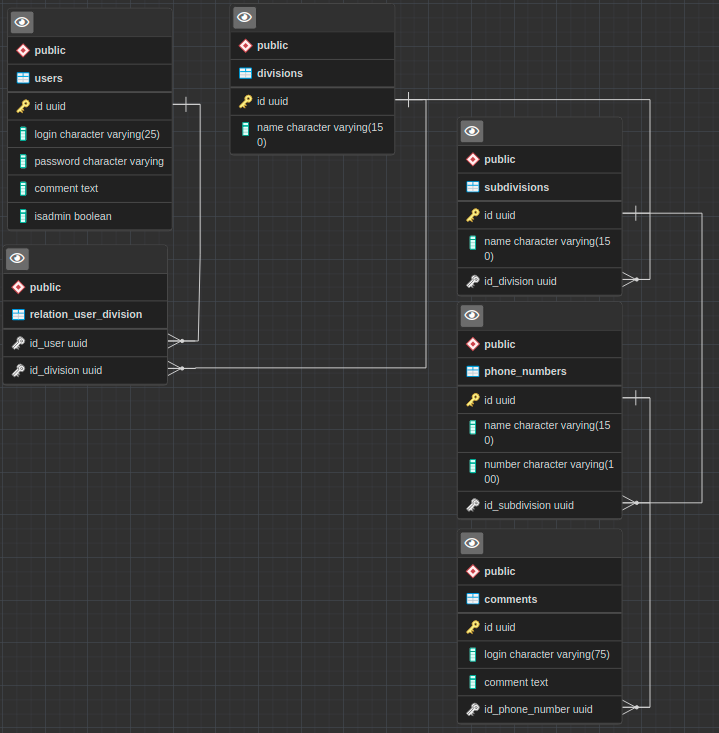 public
users
id uuid
login character varying(25)
password character varying
comment text
isadmin boolean
public
relation_user_division
id_user uuid
id_division uuid
public
divisions
id uuid
name character varying(15
0)
public
subdivisions
id uuid
name character varying(15
0)
id_division uuid
public
phone_numbers
id uuid
name character varying(15
0)
number character varying(1
00)
id_subdivision uuid
public
comments
id uuid
login character varying(75)
comment text
id_phone_number uuid